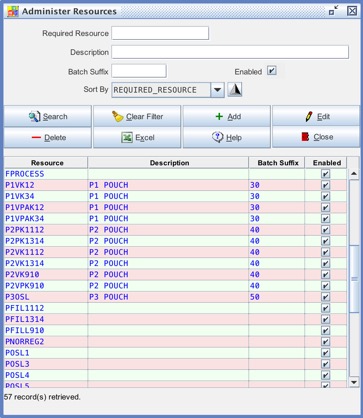 Administer Resources
Required Resource
Description
Batch Suffix Enabled
Sort By REQUIRED_RESOURCE
Search Clear Filter Add Edit
Delete Excel Help Close
Resource Description Batch Suffix Enabled
FPROCESS
P1VK12 P1 POUCH 30
P1VK34 P1 POUCH 30
P1VPAK12 P1 POUCH 30
P1VPAK34 P1 POUCH 30
P2PK1112 P2 POUCH 40
P2PK1314 P2 POUCH 40
P2VK1112 P2 POUCH 40
P2VK1314 P2 POUCH 40
P2VK910 P2 POUCH 40
P2VPK910 P2 POUCH 40
P3OSL P3 POUCH 50
PFIL1112
PFIL1314
PFILL910
PNORREG2
POSL1
POSL3
POSL4
POSL5
57 record(s) retrieved.